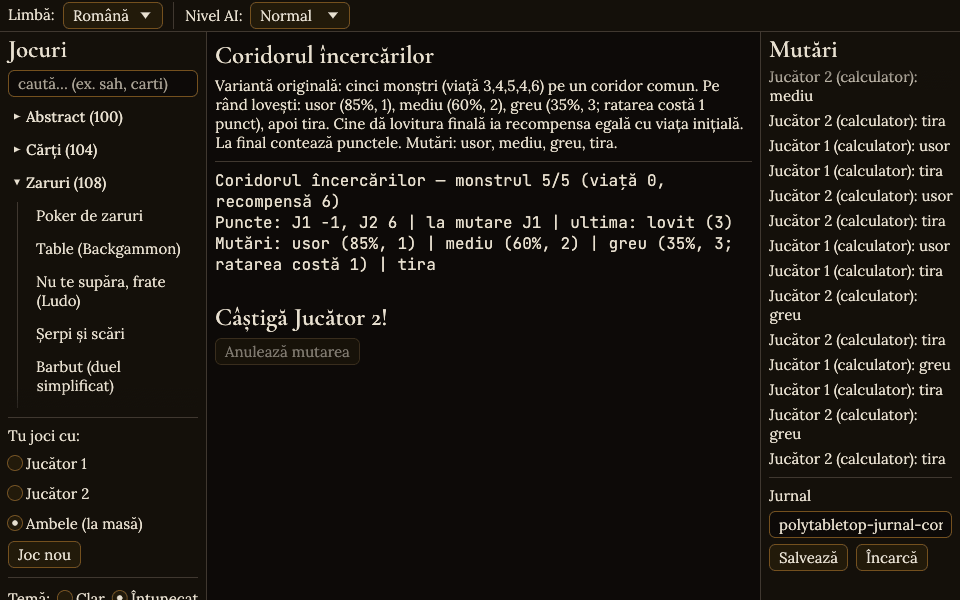 Limbă:
Română
Nivel AI:
Normal
Jocuri
caută... (ex. sah, carti)
Abstract (100)
Cărți (104)
Zaruri (108)
Poker de zaruri
Table (Backgammon)
Nu te supăra, frate
(Ludo)
Șerpi și scări
Barbut (duel
simplificat)
Tu joci cu:
Jucător 1
Jucător 2
Ambele (la masă)
Joc nou
Temă:
Clar
Întunecat
Coridorul încercărilor
Variantă originală: cinci monștri (viață 3,4,5,4,6) pe un coridor comun. Pe
rând lovești: usor (85%, 1), mediu (60%, 2), greu (35%, 3; ratarea costă 1
punct), apoi tira. Cine dă lovitura finală ia recompensa egală cu viața inițială.
La final contează punctele. Mutări: usor, mediu, greu, tira.
Coridorul încercărilor — monstrul 5/5 (viață 0,
recompensă 6)
Puncte: J1 -1, J2 6 | la mutare J1 | ultima: lovit (3)
Mutări: usor (85%, 1) | mediu (60%, 2) | greu (35%, 3;
ratarea costă 1) | tira
Câștigă Jucător 2!
Anulează mutarea
Mutări
Jucător 2 (calculator):
mediu
Jucător 2 (calculator): tira
Jucător 1 (calculator): usor
Jucător 1 (calculator): tira
Jucător 2 (calculator): usor
Jucător 2 (calculator): tira
Jucător 1 (calculator): usor
Jucător 1 (calculator): tira
Jucător 2 (calculator):
greu
Jucător 2 (calculator): tira
Jucător 1 (calculator): greu
Jucător 1 (calculator): tira
Jucător 2 (calculator):
greu
Jucător 2 (calculator): tira
Jurnal
polytabletop-jurnal-cor
Salvează
Încarcă